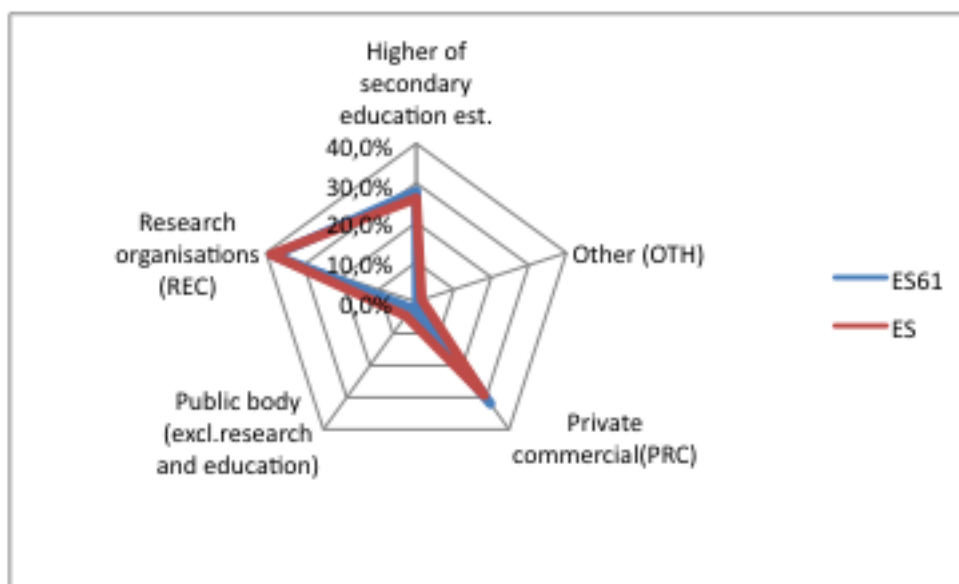 Higher of
secondary
education est.
40,0%
30,0%
20,0%
10,0%
0,0%
Other (OTH)
Private
commercial(PRC)
Public body
(excl.research
and education)
Research
organisations
(REC)
ES61
ES